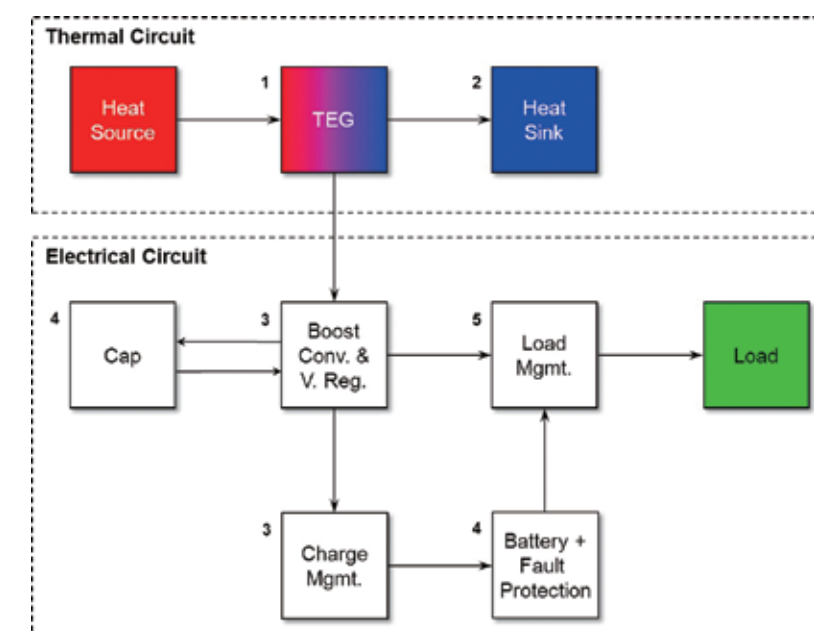 Thermal Circuit
Heat
Source
1
TEG
2
Heat
Sink
Electrical Circuit
4
Cap
3
Boost
Conv. &
V. Reg.
5
Load
Mgmt.
Load
3
Charge
Mgmt.
4
Battery +
Fault
Protection